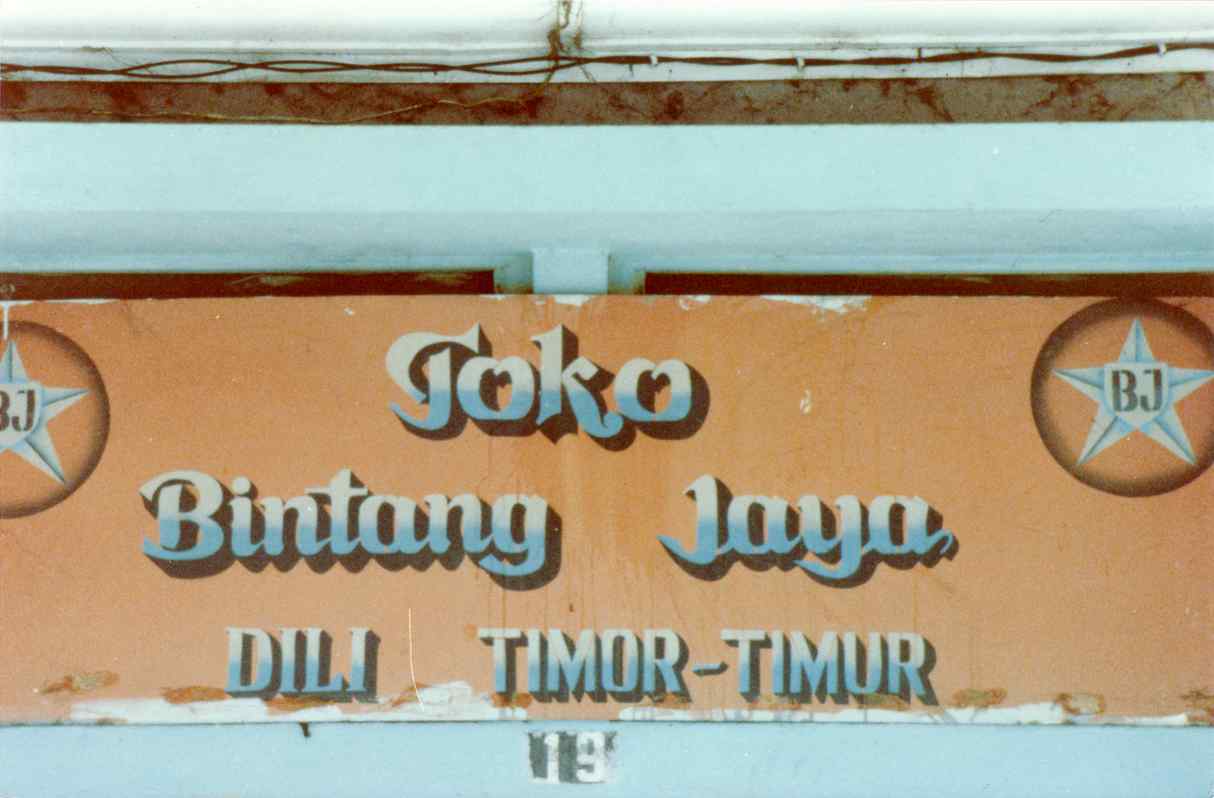 BJ
Toko
BJ
Bintang Jaya,
DILI TIMOR-TIMUR
19